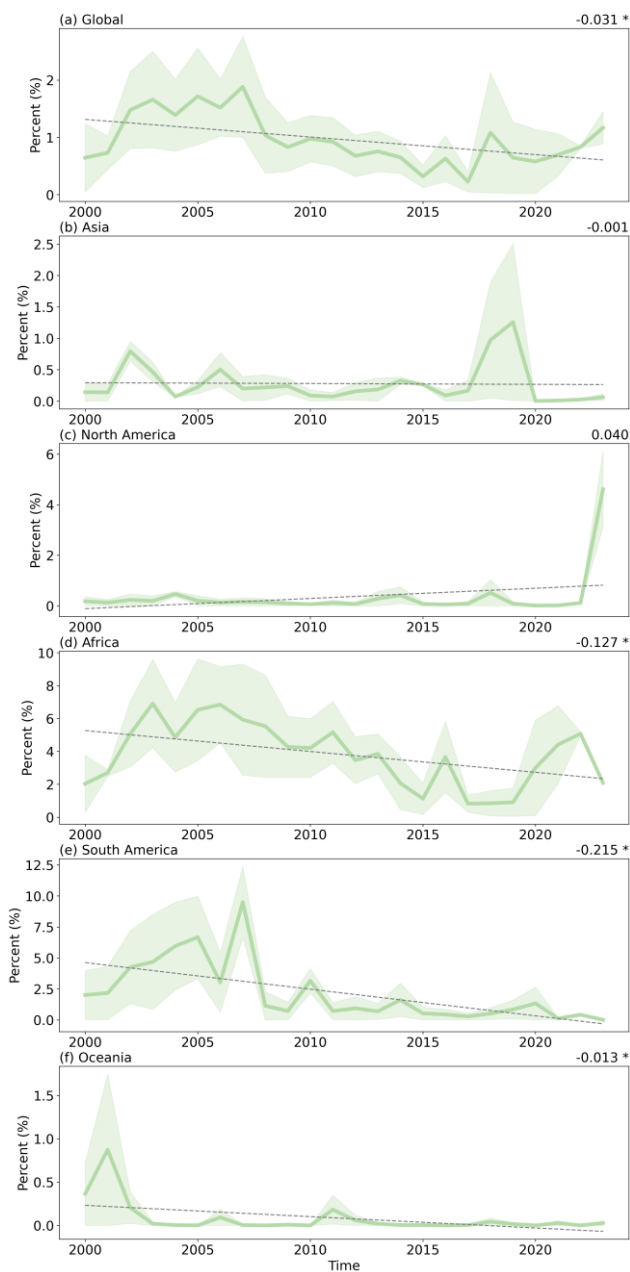 (a) Global -0.031 *
Percent (%)
2
1
0
2000 2005 2010 2015 2020
(b) Asia -0.001
Percent (%)
2.5
2.0
1.5
1.0
0.5
0.0
2000 2005 2010 2015 2020
(c) North America 0.040
Percent (%)
6
4
2
0
2000 2005 2010 2015 2020
(d) Africa -0.127 *
Percent (%)
10
8
6
4
2
0
2000 2005 2010 2015 2020
(e) South America -0.215 *
Percent (%)
12.5
10.0
7.5
5.0
2.5
0.0
2000 2005 2010 2015 2020
(f) Oceania -0.013 *
Percent (%)
1.5
1.0
0.5
0.0
2000 2005 2010 2015 2020
Time